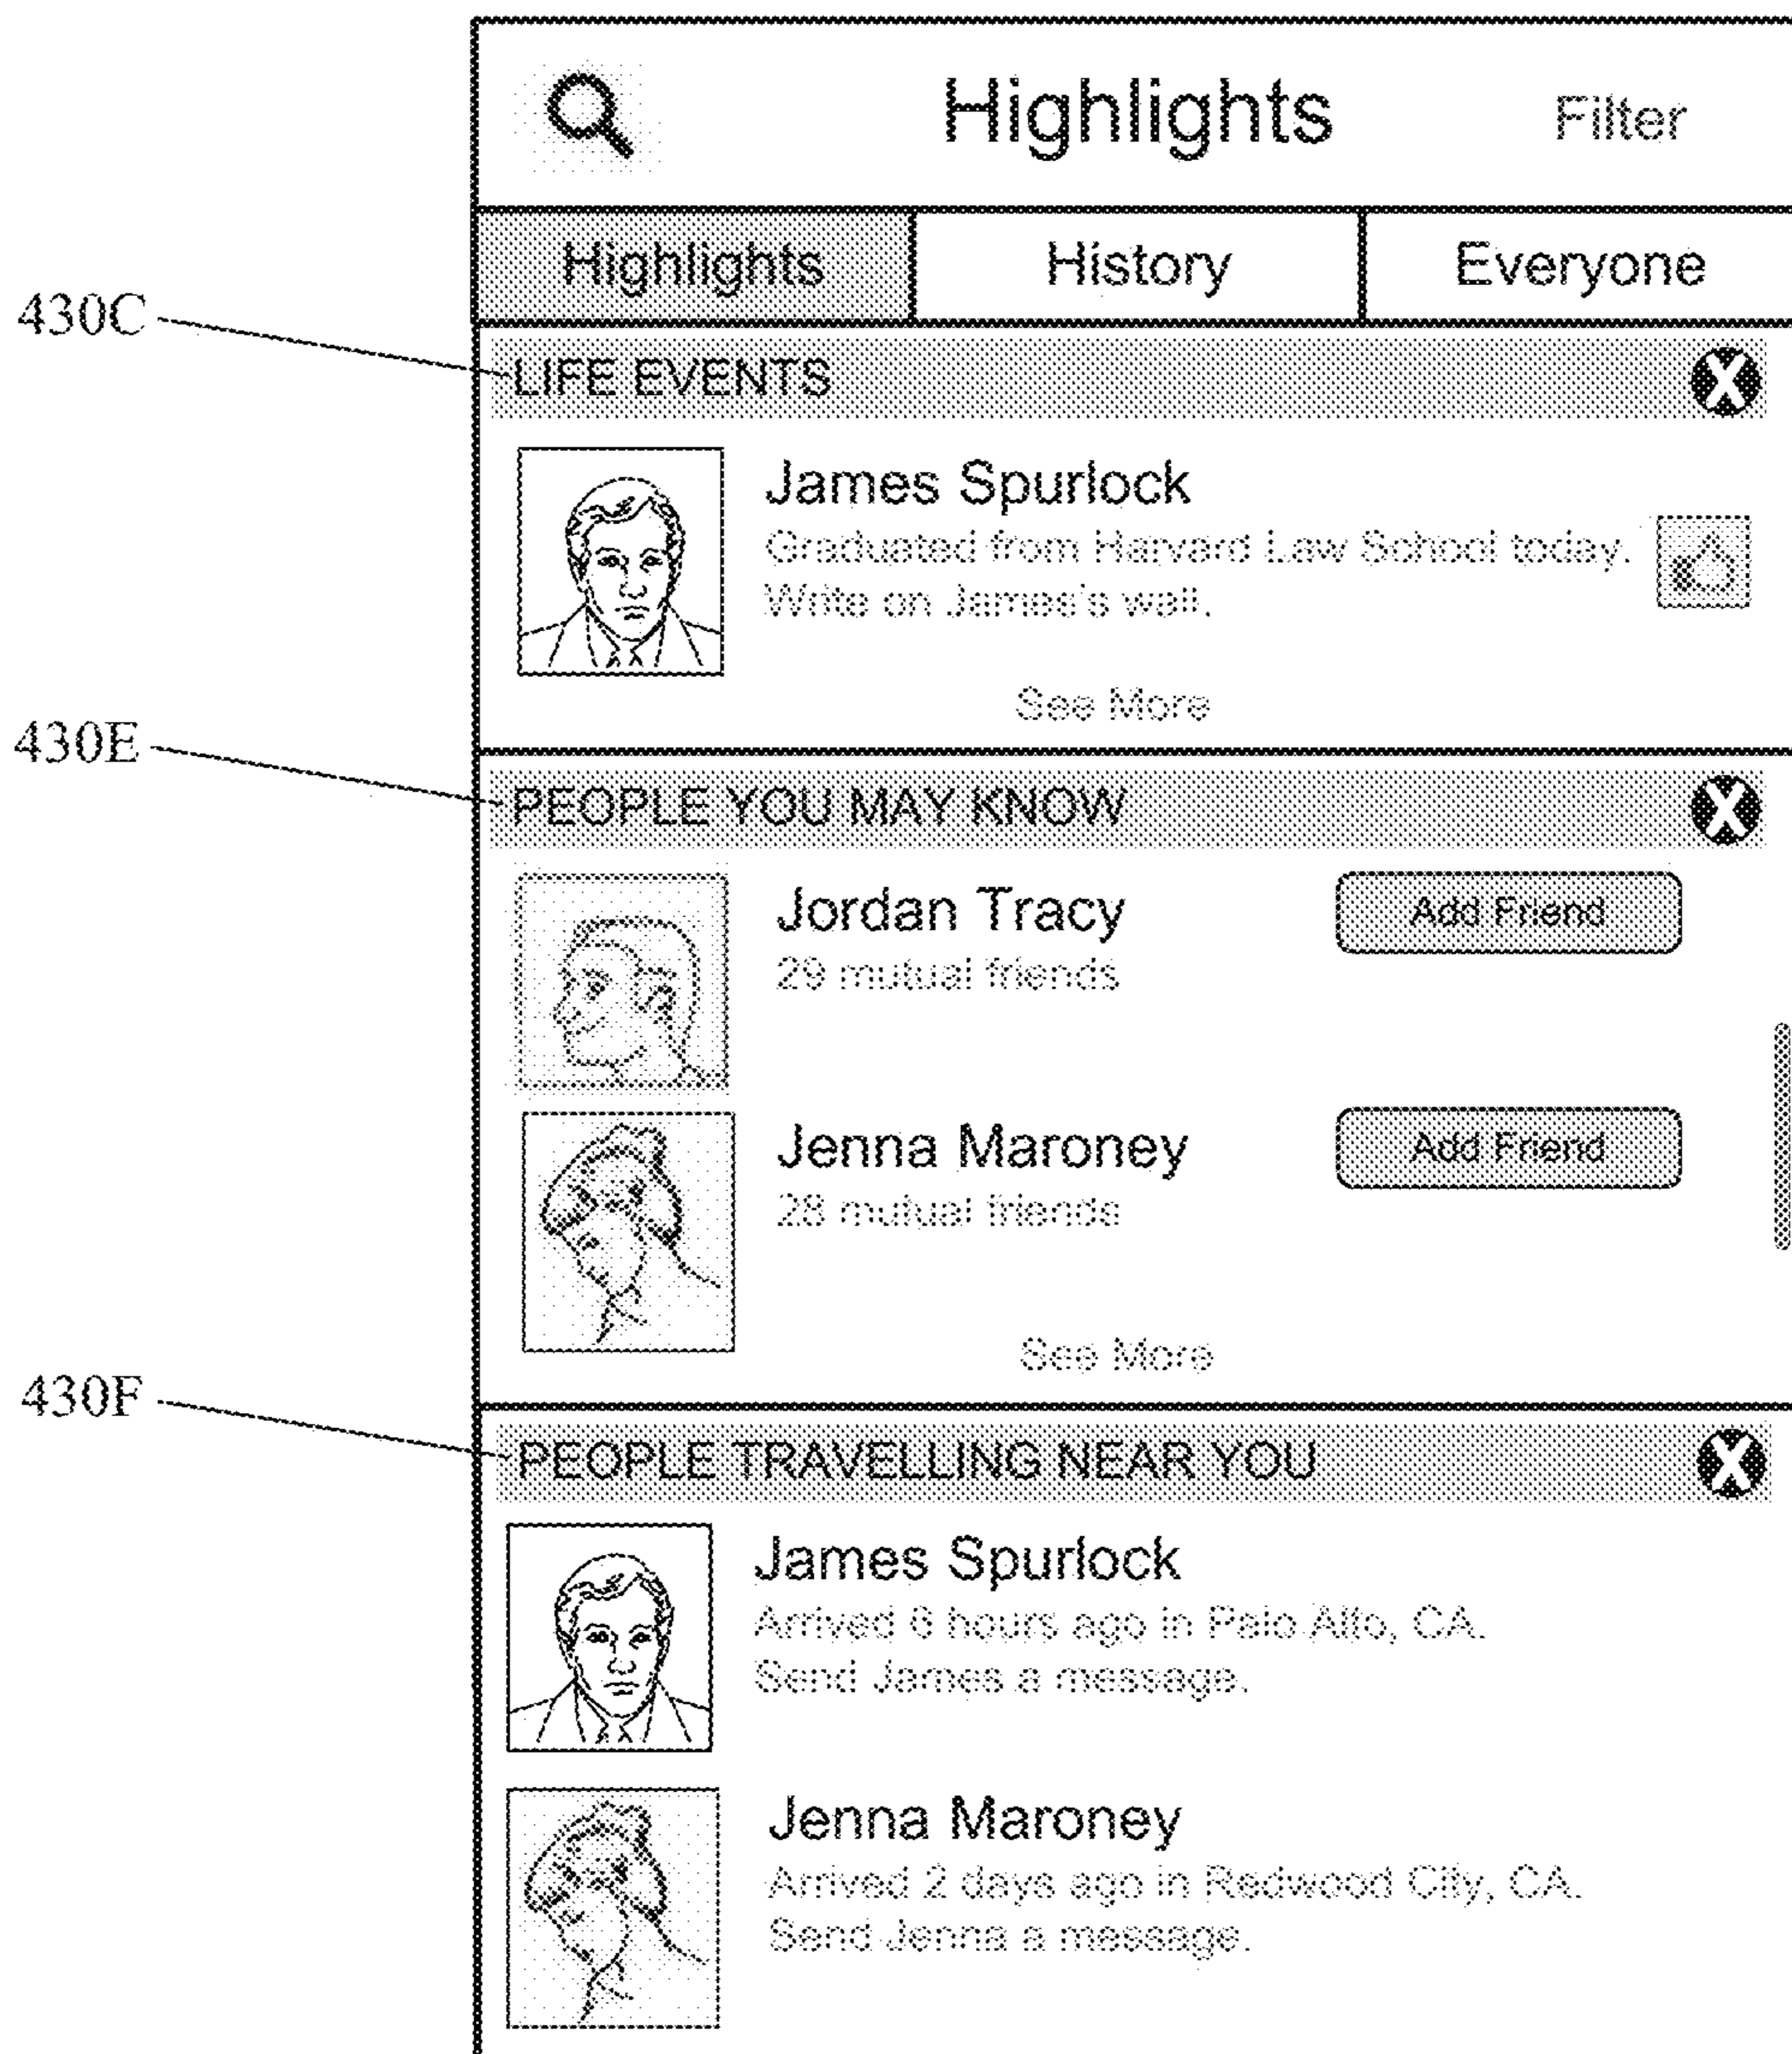 Highlights Filter
Highlights History Everyone
430C
LIFE EVENTS X
James Spurlock
Graduated from Harvard Law School today.
Write on James's wall.
See More
430E
PEOPLE YOU MAY KNOW X
Jordan Tracy Add Friend
29 mutual friends
Jenna Maroney Add Friend
28 mutual friends
See More
430F
PEOPLE TRAVELLING NEAR YOU X
James Spurlock
Arrived 6 hours ago in Palo Alto, CA.
Send James a message.
Jenna Maroney
Arrived 2 days ago in Redwood City, CA.
Send Jenna a message.